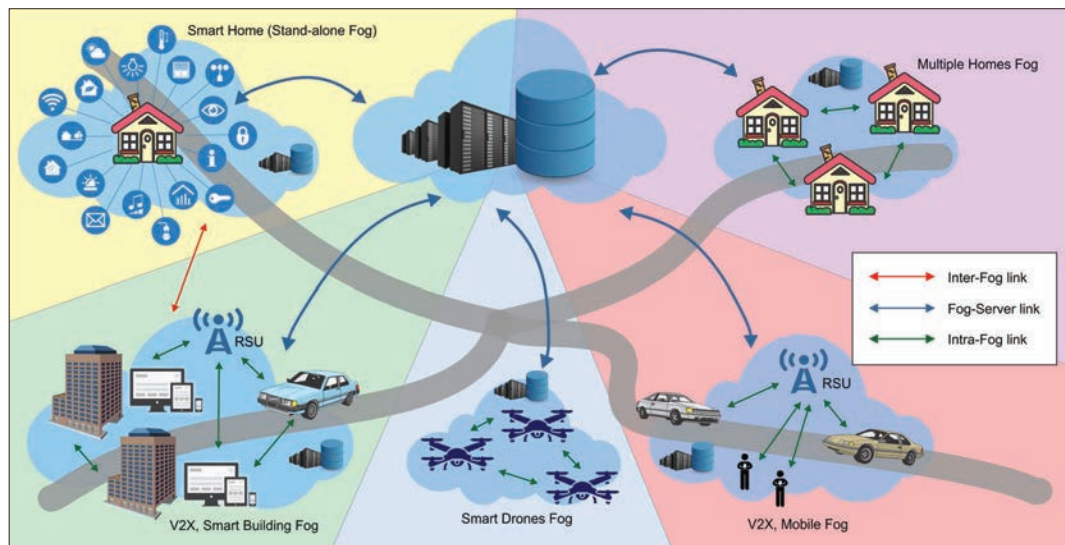 Smart Home (Stand-alone Fog)
Multiple Homes Fog
Inter-Fog link
Fog-Server link
Intra-Fog link
RSU
RSU
V2X, Smart Building Fog
Smart Drones Fog
V2X, Mobile Fog